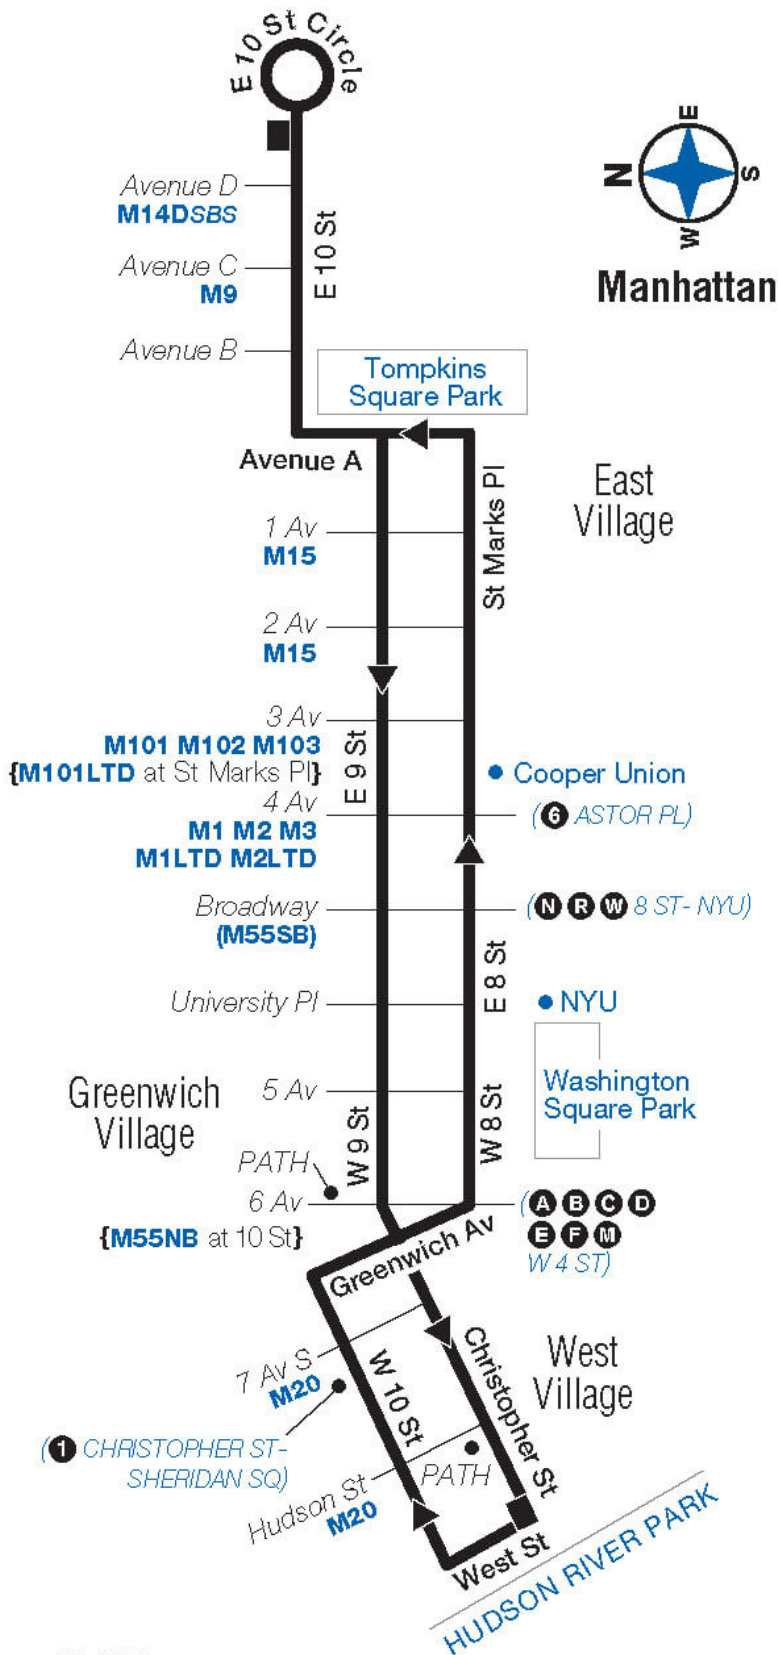 E 10 St Circle
E
N
S
W
Manhattan
Avenue D
M14DSBS
E 10 St
Avenue C
M9
Avenue B
Tompkins
Square Park
Avenue A
St Marks Pl
East
Village
1 Av
M15
2 Av
M15
3 Av
M101 M102 M103
{M101LTD at St Marks Pl}
E 9 St
Cooper Union
4 Av
M1 M2 M3
M1LTD M2LTD
(6 ASTOR PL)
Broadway
(M55SB)
(N R W 8 ST- NYU)
University Pl
E 8 St
NYU
Washington
Square Park
Greenwich
Village
5 Av
W 9 St
W 8 St
PATH
6 Av
{M55NB at 10 St}
(A B C D
E F M
W 4 ST)
Greenwich Av
7 Av S
M20
W 10 St
Christopher St
West
Village
(1 CHRISTOPHER ST-
SHERIDAN SQ)
Hudson St
M20
PATH
West St
HUDSON RIVER PARK